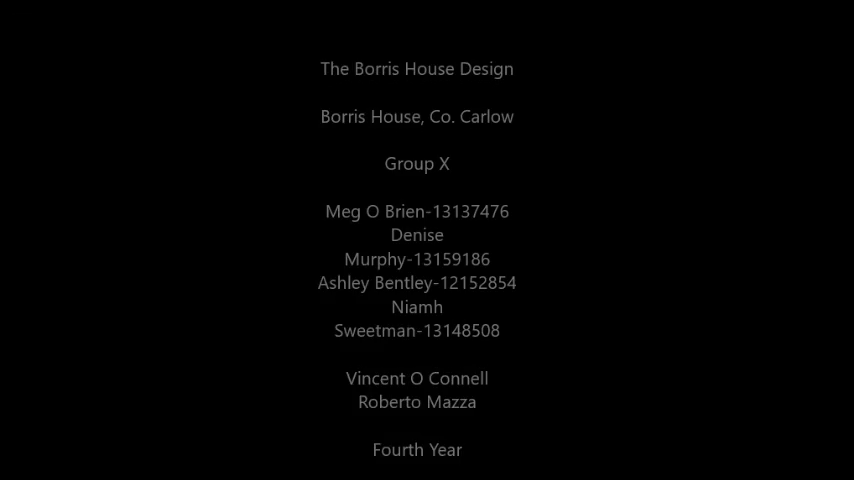 The Borris House Design
Borris House, Co. Carlow
Group X
Meg O Brien-13137476
Denise
Murphy-13159186
Ashley Bentley-12152854
Niamh
Sweetman-13148508
Vincent O Connell
Roberto Mazza
Fourth Year